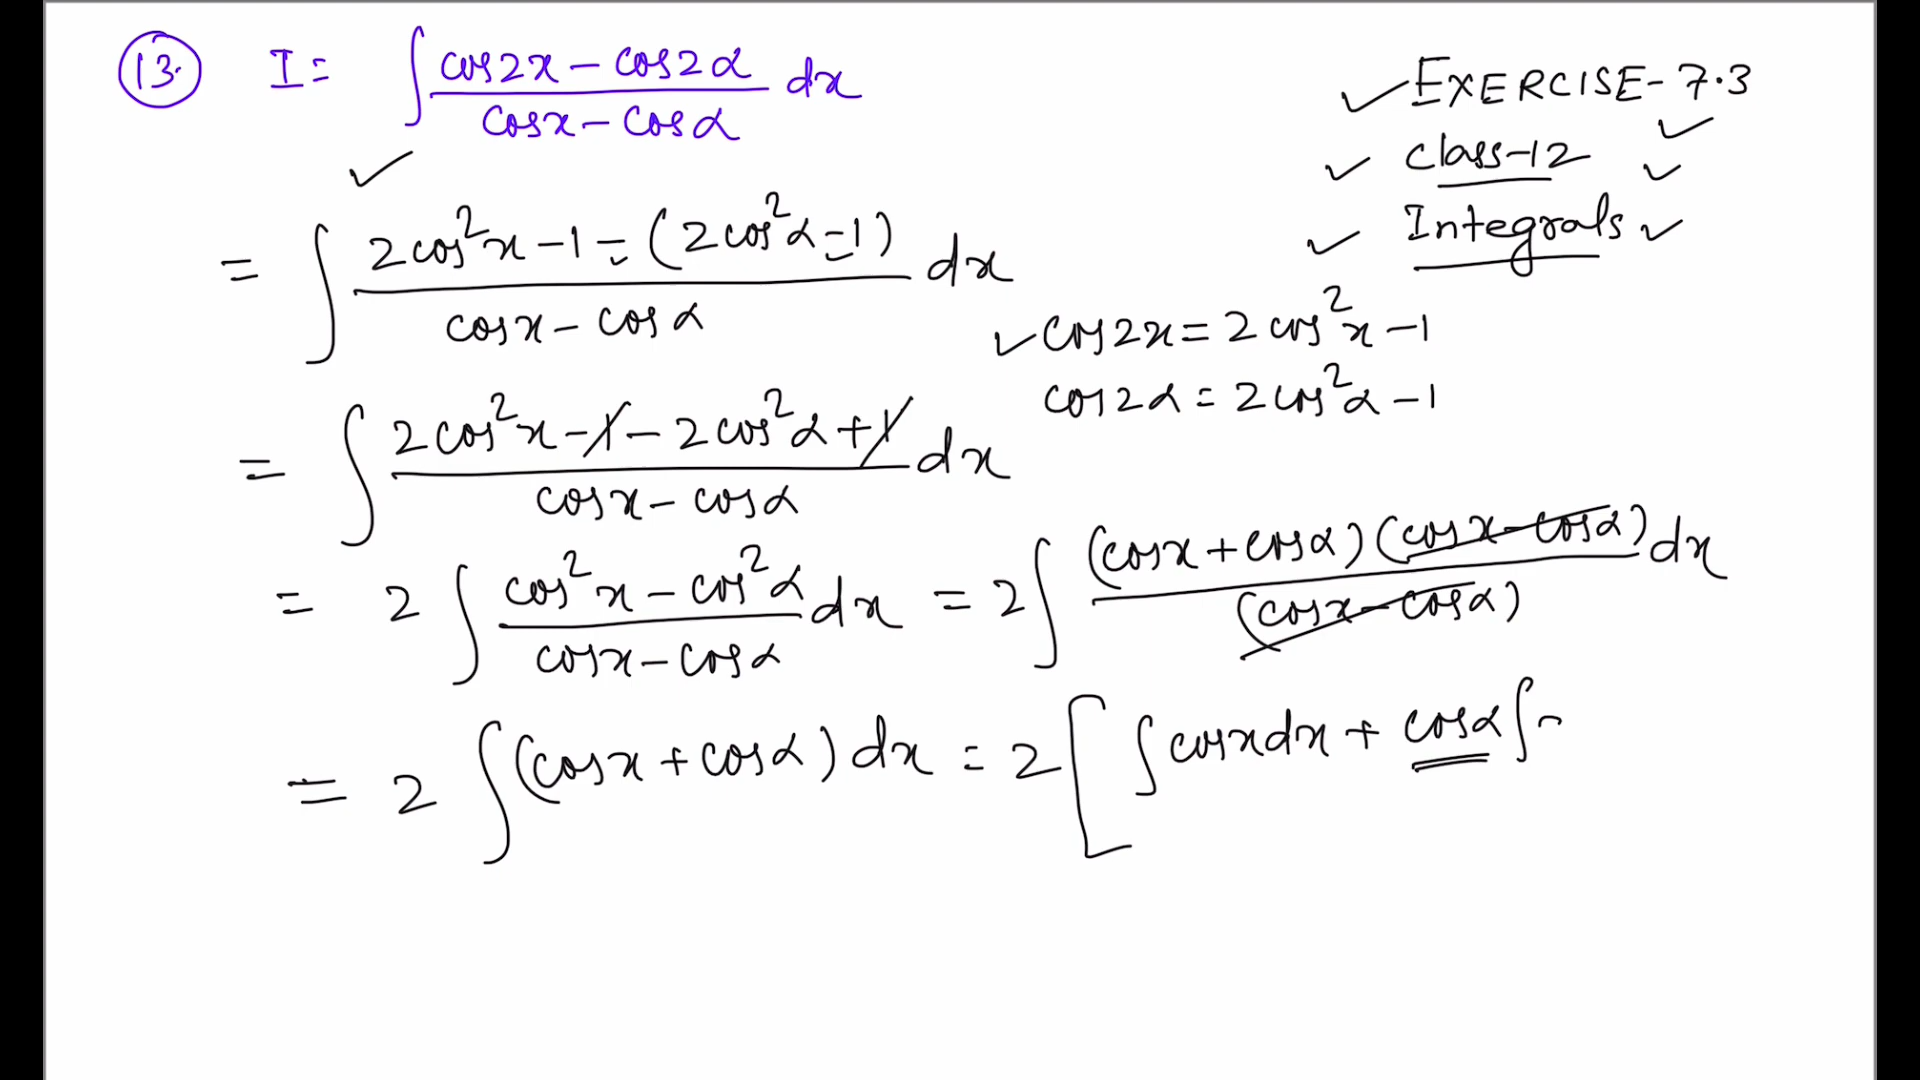 13. I = ∫ (cos2x − cos2α)/(cosx − cosα) dx
EXERCISE-7.3
class-12
Integrals
= ∫ (2cos²x − 1 − (2cos²α − 1))/(cosx − cosα) dx
cos2x = 2cos²x − 1
cos2α = 2cos²α − 1
= ∫ (2cos²x − 1 − 2cos²α + 1)/(cosx − cosα) dx
= 2 ∫ (cos²x − cos²α)/(cosx − cosα) dx = 2 ∫ (cosx + cosα)(cosx − cosα)/(cosx − cosα) dx
= 2 ∫ (cosx + cosα) dx = 2 [ ∫ cosxdx + cosα ∫